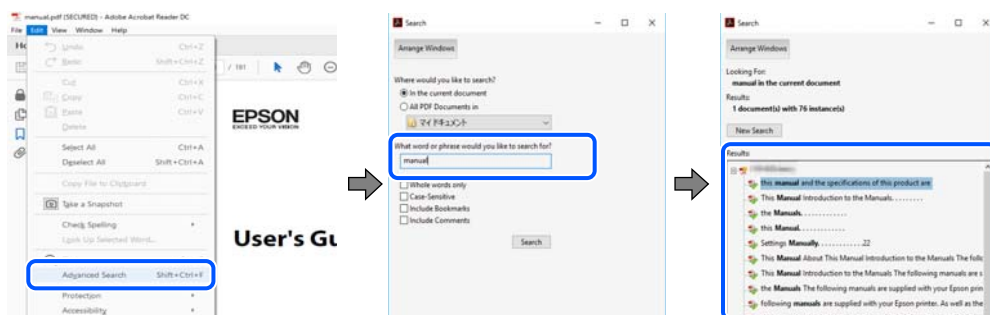 manual.pdf (SECURED) - Adobe Acrobat Reader DC
File Edit View Window Help
Undo Ctrl+Z
Redo Shift+Ctrl+Z
Cut Ctrl+X
Copy Ctrl+C
Paste Ctrl+V
Delete
Select All Ctrl+A
Deselect All Shift+Ctrl+A
Copy File to Clipboard
Take a Snapshot
Check Spelling
Look Up Selected Word...
Advanced Search Shift+Ctrl+F
Protection
Accessibility
/ 181
EPSON
EXCEED YOUR VISION
User's Gu
Search
Arrange Windows
Where would you like to search?
In the current document
All PDF Documents in
マイ ドキュメント
What word or phrase would you like to search for?
manual
Whole words only
Case-Sensitive
Include Bookmarks
Include Comments
Search
Search
Arrange Windows
Looking For:
manual in the current document
Results:
1 document(s) with 76 instance(s)
New Search
Results:
this manual and the specifications of this product are
This Manual Introduction to the Manuals. . . . . . . . .
the Manuals. . . . . . . . . . . . .
this Manual. . . . . . . . . . . . .
Settings Manually. . . . . . . . . . . . .22
This Manual About This Manual Introduction to the Manuals The follo
This Manual Introduction to the Manuals The following manuals are s
the Manuals The following manuals are supplied with your Epson prin
following manuals are supplied with your Epson printer. As well as the